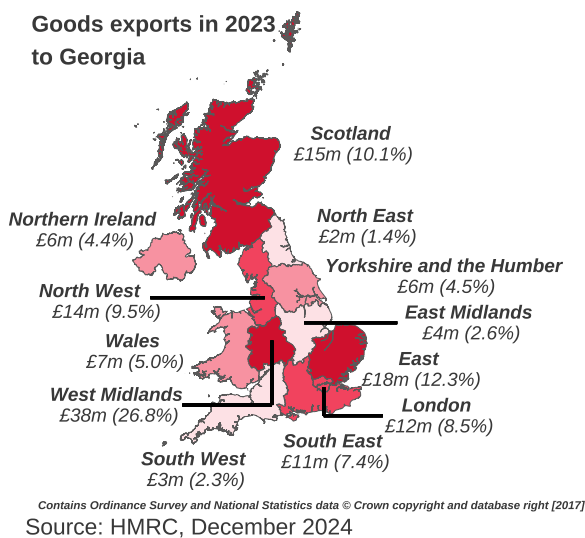 Goods exports in 2023
to Georgia
Scotland
£15m (10.1%)
Northern Ireland
£6m (4.4%)
North East
£2m (1.4%)
Yorkshire and the Humber
£6m (4.5%)
North West
£14m (9.5%)
East Midlands
£4m (2.6%)
Wales
£7m (5.0%)
East
£18m (12.3%)
West Midlands
£38m (26.8%)
London
£12m (8.5%)
South East
£11m (7.4%)
South West
£3m (2.3%)
Contains Ordinance Survey and National Statistics data © Crown copyright and database right [2017]
Source: HMRC, December 2024